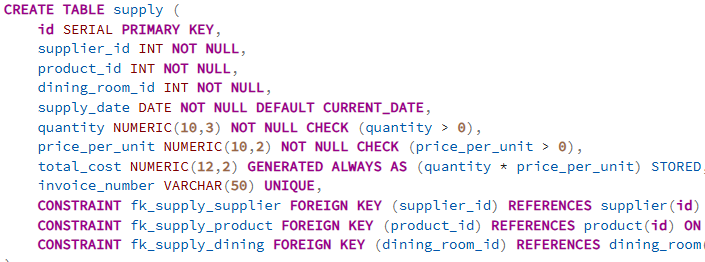 CREATE TABLE supply (
    id SERIAL PRIMARY KEY,
    supplier_id INT NOT NULL,
    product_id INT NOT NULL,
    dining_room_id INT NOT NULL,
    supply_date DATE NOT NULL DEFAULT CURRENT_DATE,
    quantity NUMERIC(10,3) NOT NULL CHECK (quantity > 0),
    price_per_unit NUMERIC(10,2) NOT NULL CHECK (price_per_unit > 0),
    total_cost NUMERIC(12,2) GENERATED ALWAYS AS (quantity * price_per_unit) STORED,
    invoice_number VARCHAR(50) UNIQUE,
    CONSTRAINT fk_supply_supplier FOREIGN KEY (supplier_id) REFERENCES supplier(id)
    CONSTRAINT fk_supply_product FOREIGN KEY (product_id) REFERENCES product(id) ON
    CONSTRAINT fk_supply_dining FOREIGN KEY (dining_room_id) REFERENCES dining_room(